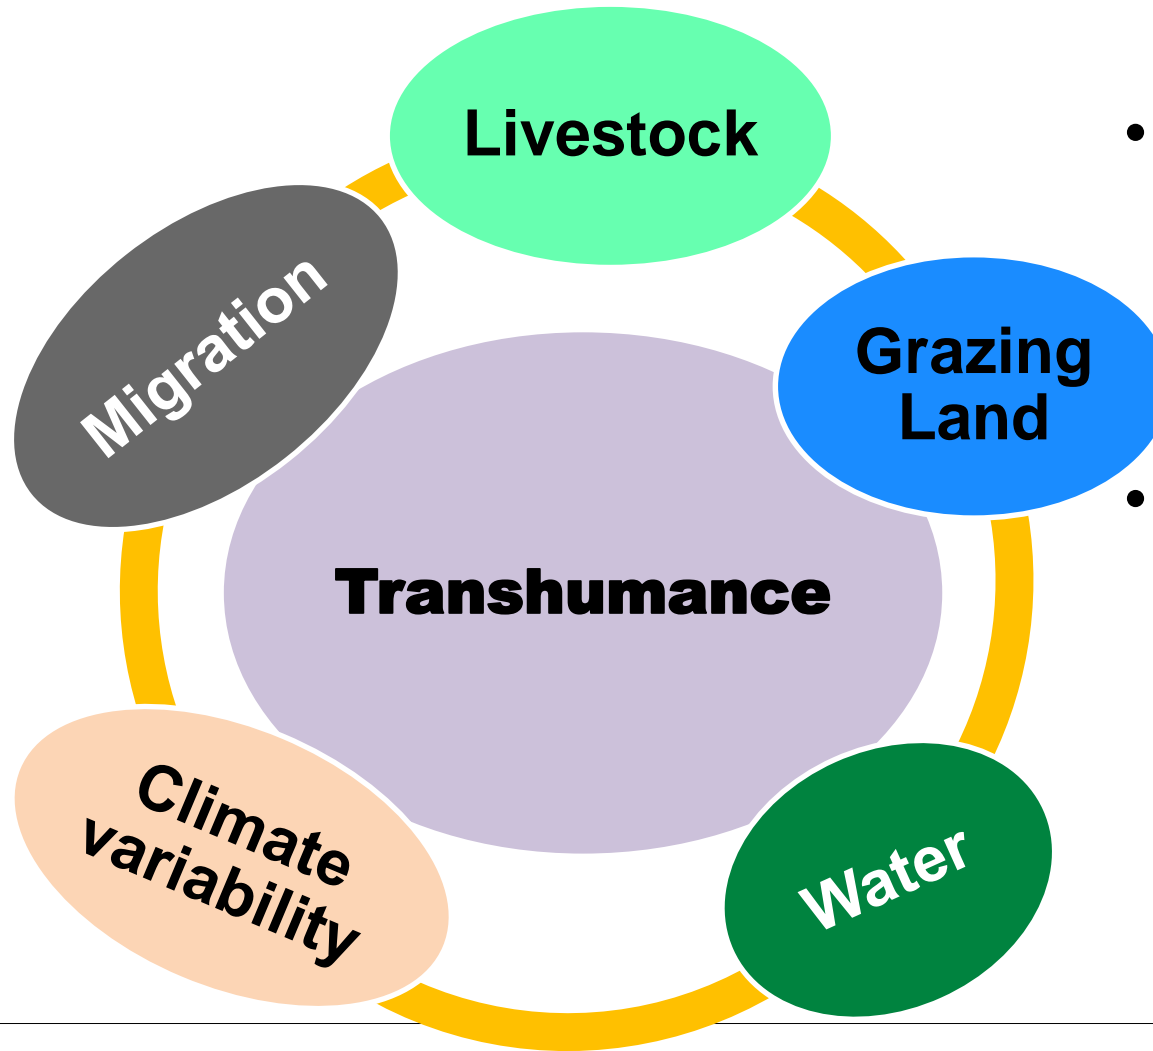 Livestock
•
Migration
Grazing
Land
•
Transhumance
Climate
variability
Water